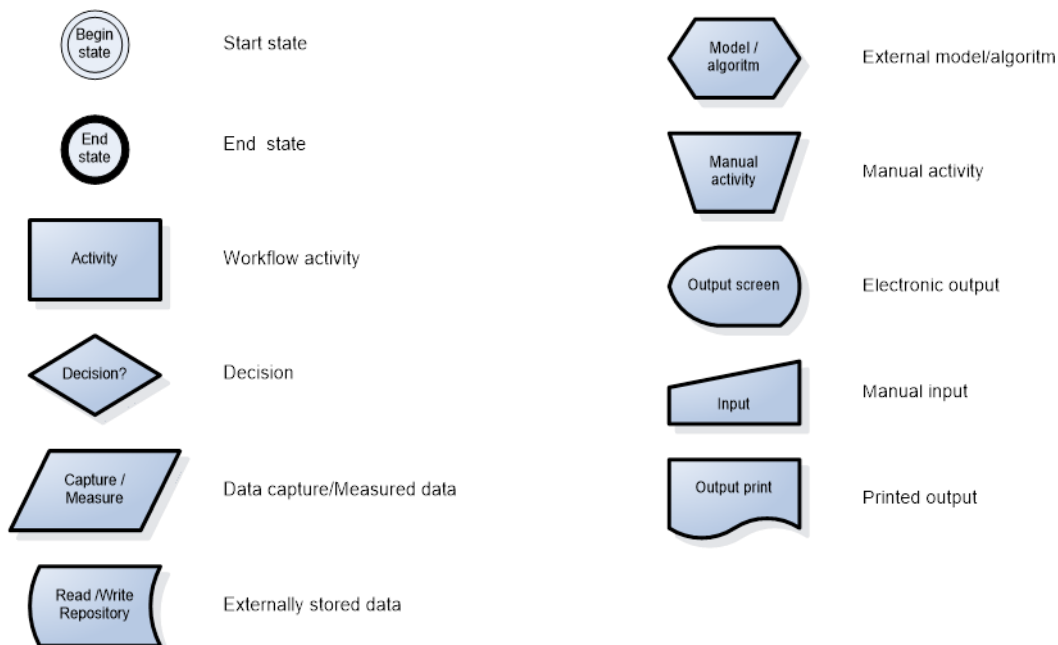 Begin
state
Start state
End
state
End state
Activity
Workflow activity
Decision?
Decision
Capture /
Measure
Data capture/Measured data
Read /Write
Repository
Externally stored data
Model /
algoritm
External model/algoritm
Manual
activity
Manual activity
Output screen
Electronic output
Input
Manual input
Output print
Printed output